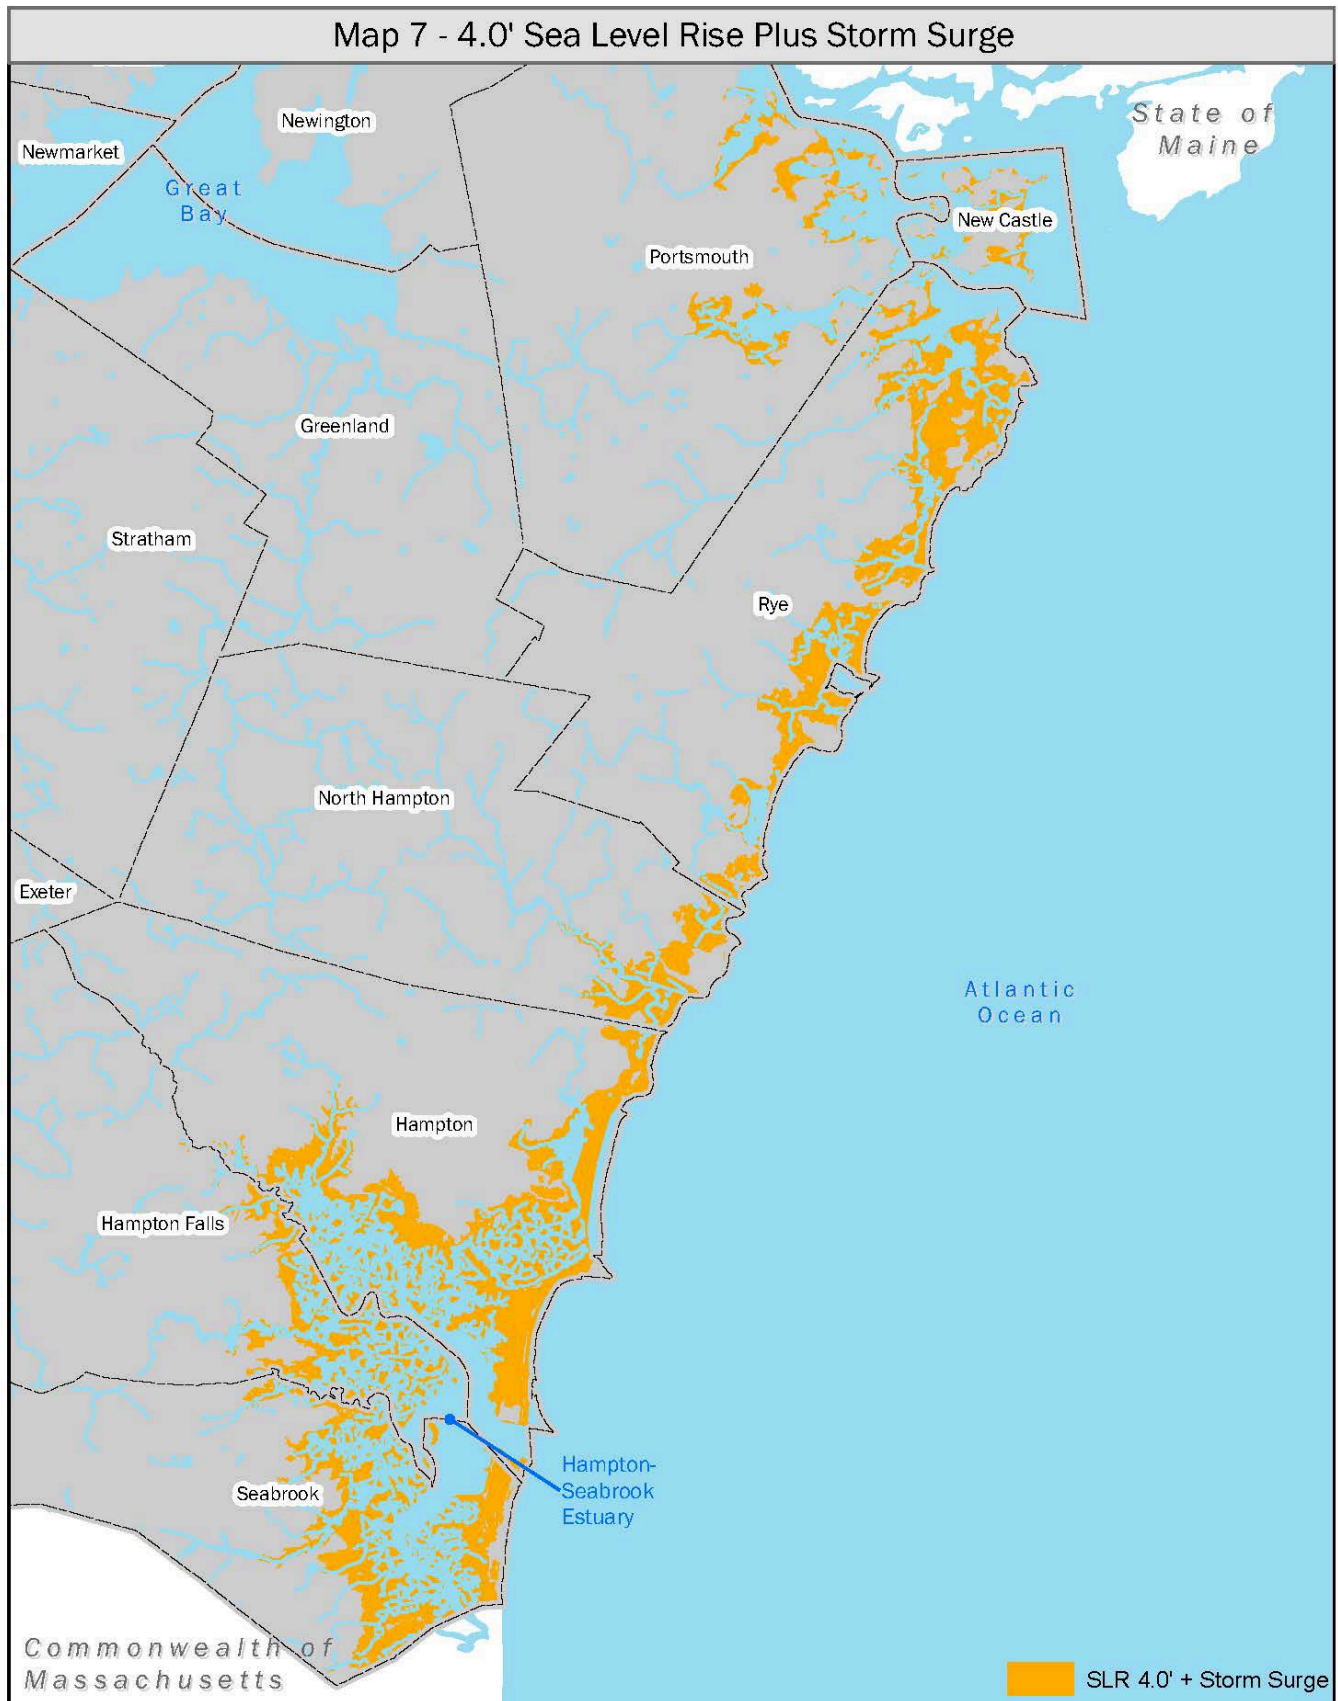 Map 7 - 4.0' Sea Level Rise Plus Storm Surge
State of
Maine
Newington
Newmarket
Great
Bay
New Castle
Portsmouth
Greenland
Stratham
Rye
North Hampton
Exeter
Atlantic
Ocean
Hampton
Hampton Falls
Hampton-
Seabrook
Estuary
Seabrook
Commonwealth of
Massachusetts
SLR 4.0' + Storm Surge